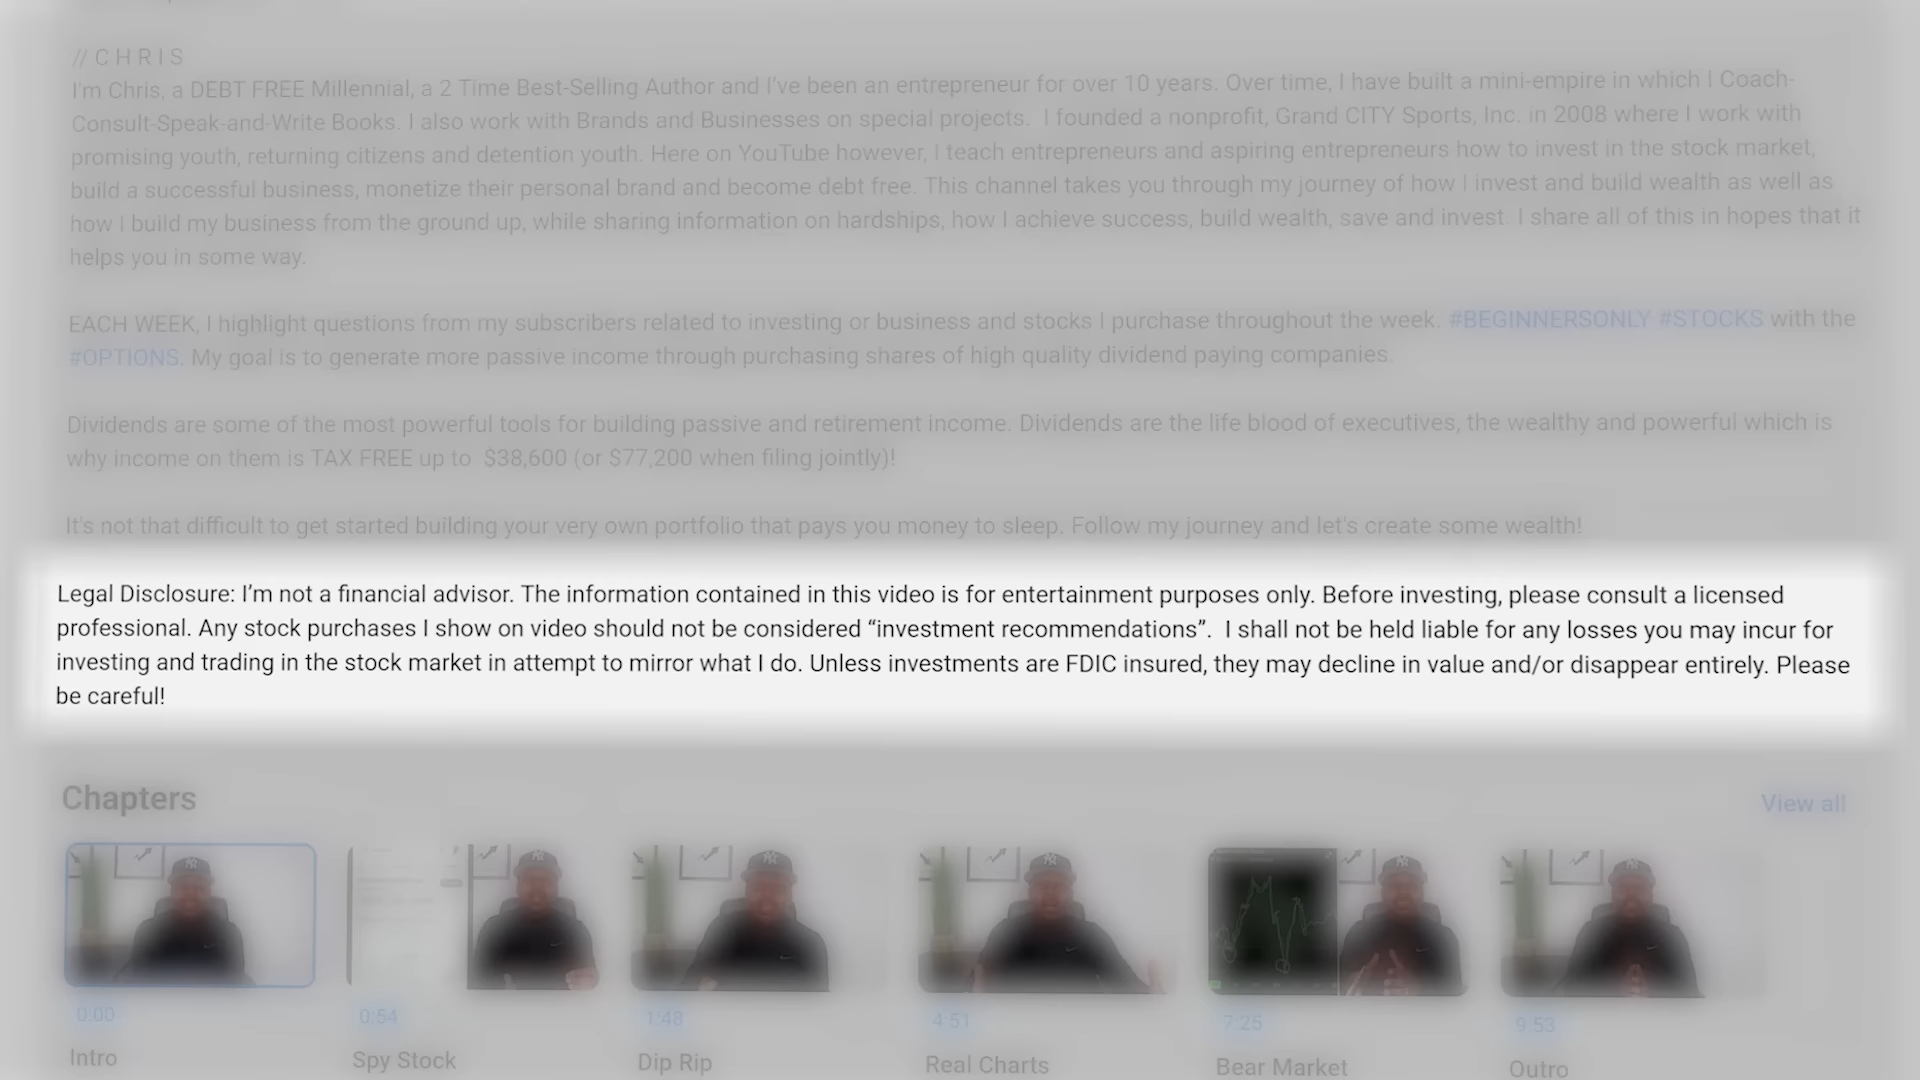 // C H R I S
I'm Chris, a DEBT FREE Millennial, a 2 Time Best-Selling Author and I've been an entrepreneur for over 10 years. Over time, I have built a mini-empire in which I Coach-
Consult-Speak-and-Write Books. I also work with Brands and Businesses on special projects.  I founded a nonprofit, Grand CITY Sports, Inc. in 2008 where I work with
promising youth, returning citizens and detention youth. Here on YouTube however, I teach entrepreneurs and aspiring entrepreneurs how to invest in the stock market,
build a successful business, monetize their personal brand and become debt free. This channel takes you through my journey of how I invest and build wealth as well as
how I build my business from the ground up, while sharing information on hardships, how I achieve success, build wealth, save and invest. I share all of this in hopes that it
helps you in some way.
EACH WEEK, I highlight questions from my subscribers related to investing or business and stocks I purchase throughout the week. #BEGINNERSONLY #STOCKS with the
#OPTIONS. My goal is to generate more passive income through purchasing shares of high quality dividend paying companies.
Dividends are some of the most powerful tools for building passive and retirement income. Dividends are the life blood of executives, the wealthy and powerful which is
why income on them is TAX FREE up to  $38,600 (or $77,200 when filing jointly)!
It's not that difficult to get started building your very own portfolio that pays you money to sleep. Follow my journey and let's create some wealth!
Legal Disclosure: I’m not a financial advisor. The information contained in this video is for entertainment purposes only. Before investing, please consult a licensed
professional. Any stock purchases I show on video should not be considered “investment recommendations”.  I shall not be held liable for any losses you may incur for
investing and trading in the stock market in attempt to mirror what I do. Unless investments are FDIC insured, they may decline in value and/or disappear entirely. Please
be careful!
Chapters
View all
0:00
0:54
1:48
4:51
7:25
9:53
Intro
Spy Stock
Dip Rip
Real Charts
Bear Market
Outro